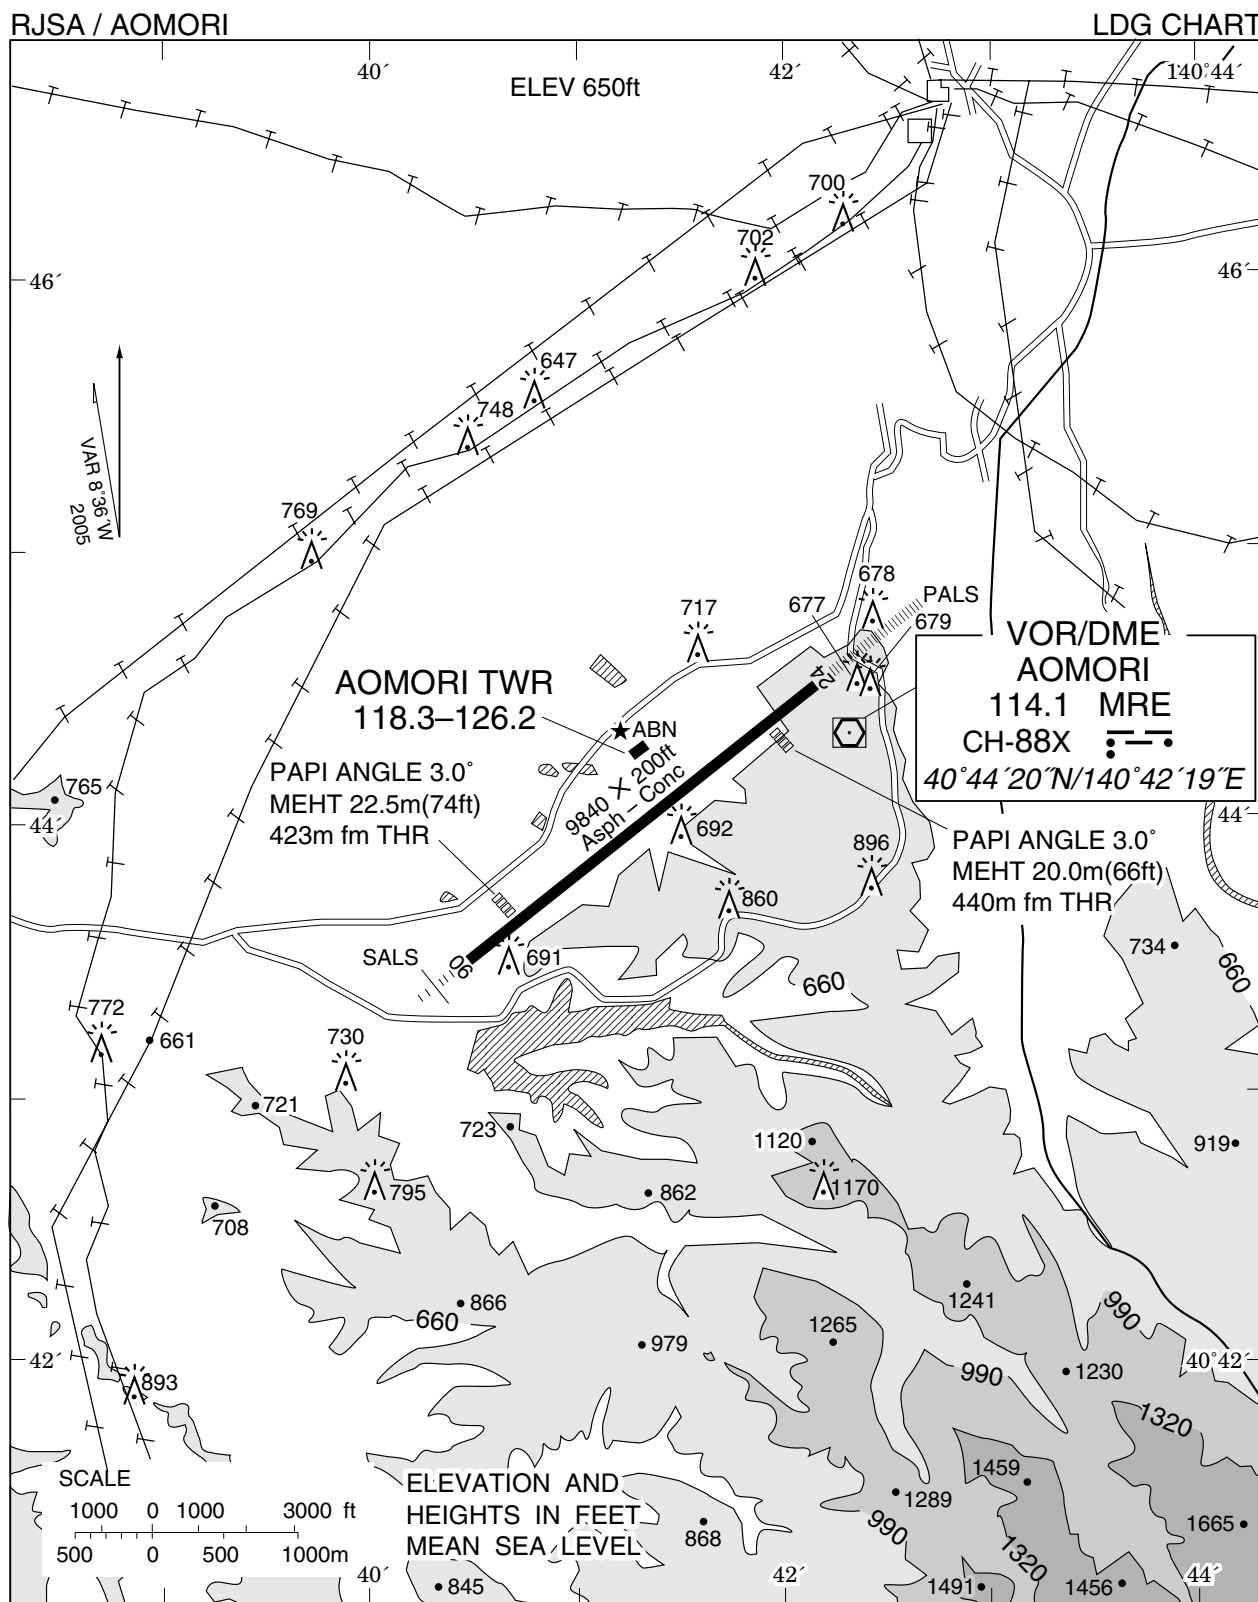 RJSA / AOMORI
LDG CHART
40´
42´
140°44´
ELEV 650ft
700
702
46´
46´
647
748
VAR 8°36´W
2005
769
678
717
677
PALS
679
24
VOR/DME
AOMORI
114.1 MRE
CH-88X
40°44´20˝N/140°42´19˝E
AOMORI TWR
118.3–126.2
ABN
9840 × 200ft
Asph – Conc
PAPI ANGLE 3.0°
MEHT 22.5m(74ft)
423m fm THR
765
44´
44´
692
896
PAPI ANGLE 3.0°
MEHT 20.0m(66ft)
440m fm THR
860
734
691
06
SALS
660
660
772
661
730
721
723
1120
919
795
862
1170
708
866
660
1241
990
1265
979
42´
990
1230
40°42´
893
1320
SCALE
1000 0 1000 3000 ft
500 0 500 1000m
ELEVATION AND
HEIGHTS IN FEET
MEAN SEA LEVEL
1459
1289
990
868
1665
1320
40´
845
42´
1491
1456
44´